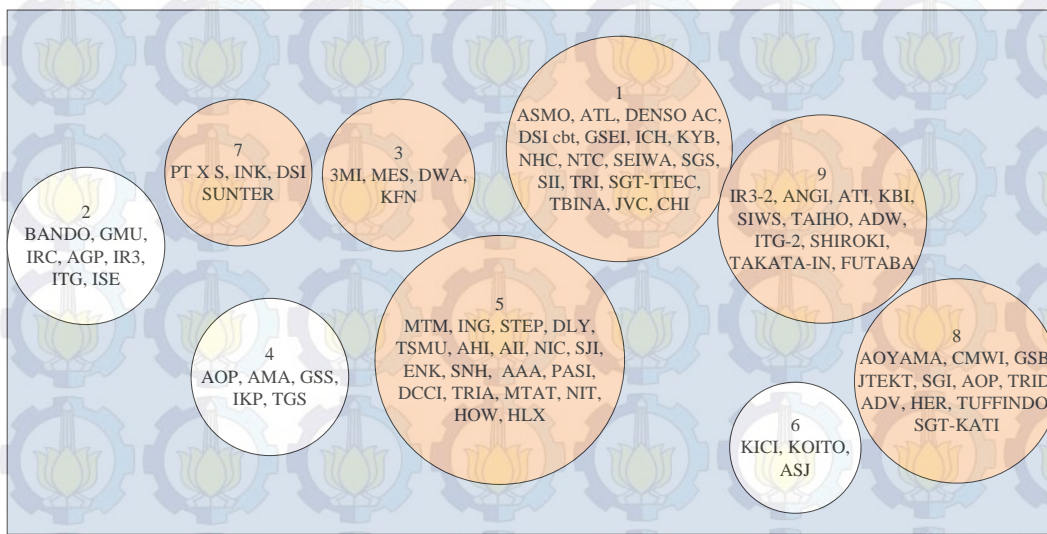 1
ASMO, ATL, DENSO AC,
DSI cbt, GSEI, ICH, KYB,
NHC, NTC, SEIWA, SGS,
SII, TRI, SGT-TTEC,
TBINA, JVC, CHI
7
PT X S, INK, DSI
SUNTER
3
3MI, MES, DWA,
KFN
9
IR3-2, ANGI, ATI, KBI,
SIWS, TAIHO, ADW,
ITG-2, SHIROKI,
TAKATA-IN, FUTABA
2
BANDO, GMU,
IRC, AGP, IR3,
ITG, ISE
5
MTM, ING, STEP, DLY,
TSMU, AHI, AII, NIC, SJI,
ENK, SNH, AAA, PASI,
DCCI, TRIA, MTAT, NIT,
HOW, HLX
4
AOP, AMA, GSS,
IKP, TGS
8
AOYAMA, CMWI, GSB
JTEKT, SGI, AOP, TRID
ADV, HER, TUFFINDO
SGT-KATI
6
KICI, KOITO,
ASJ